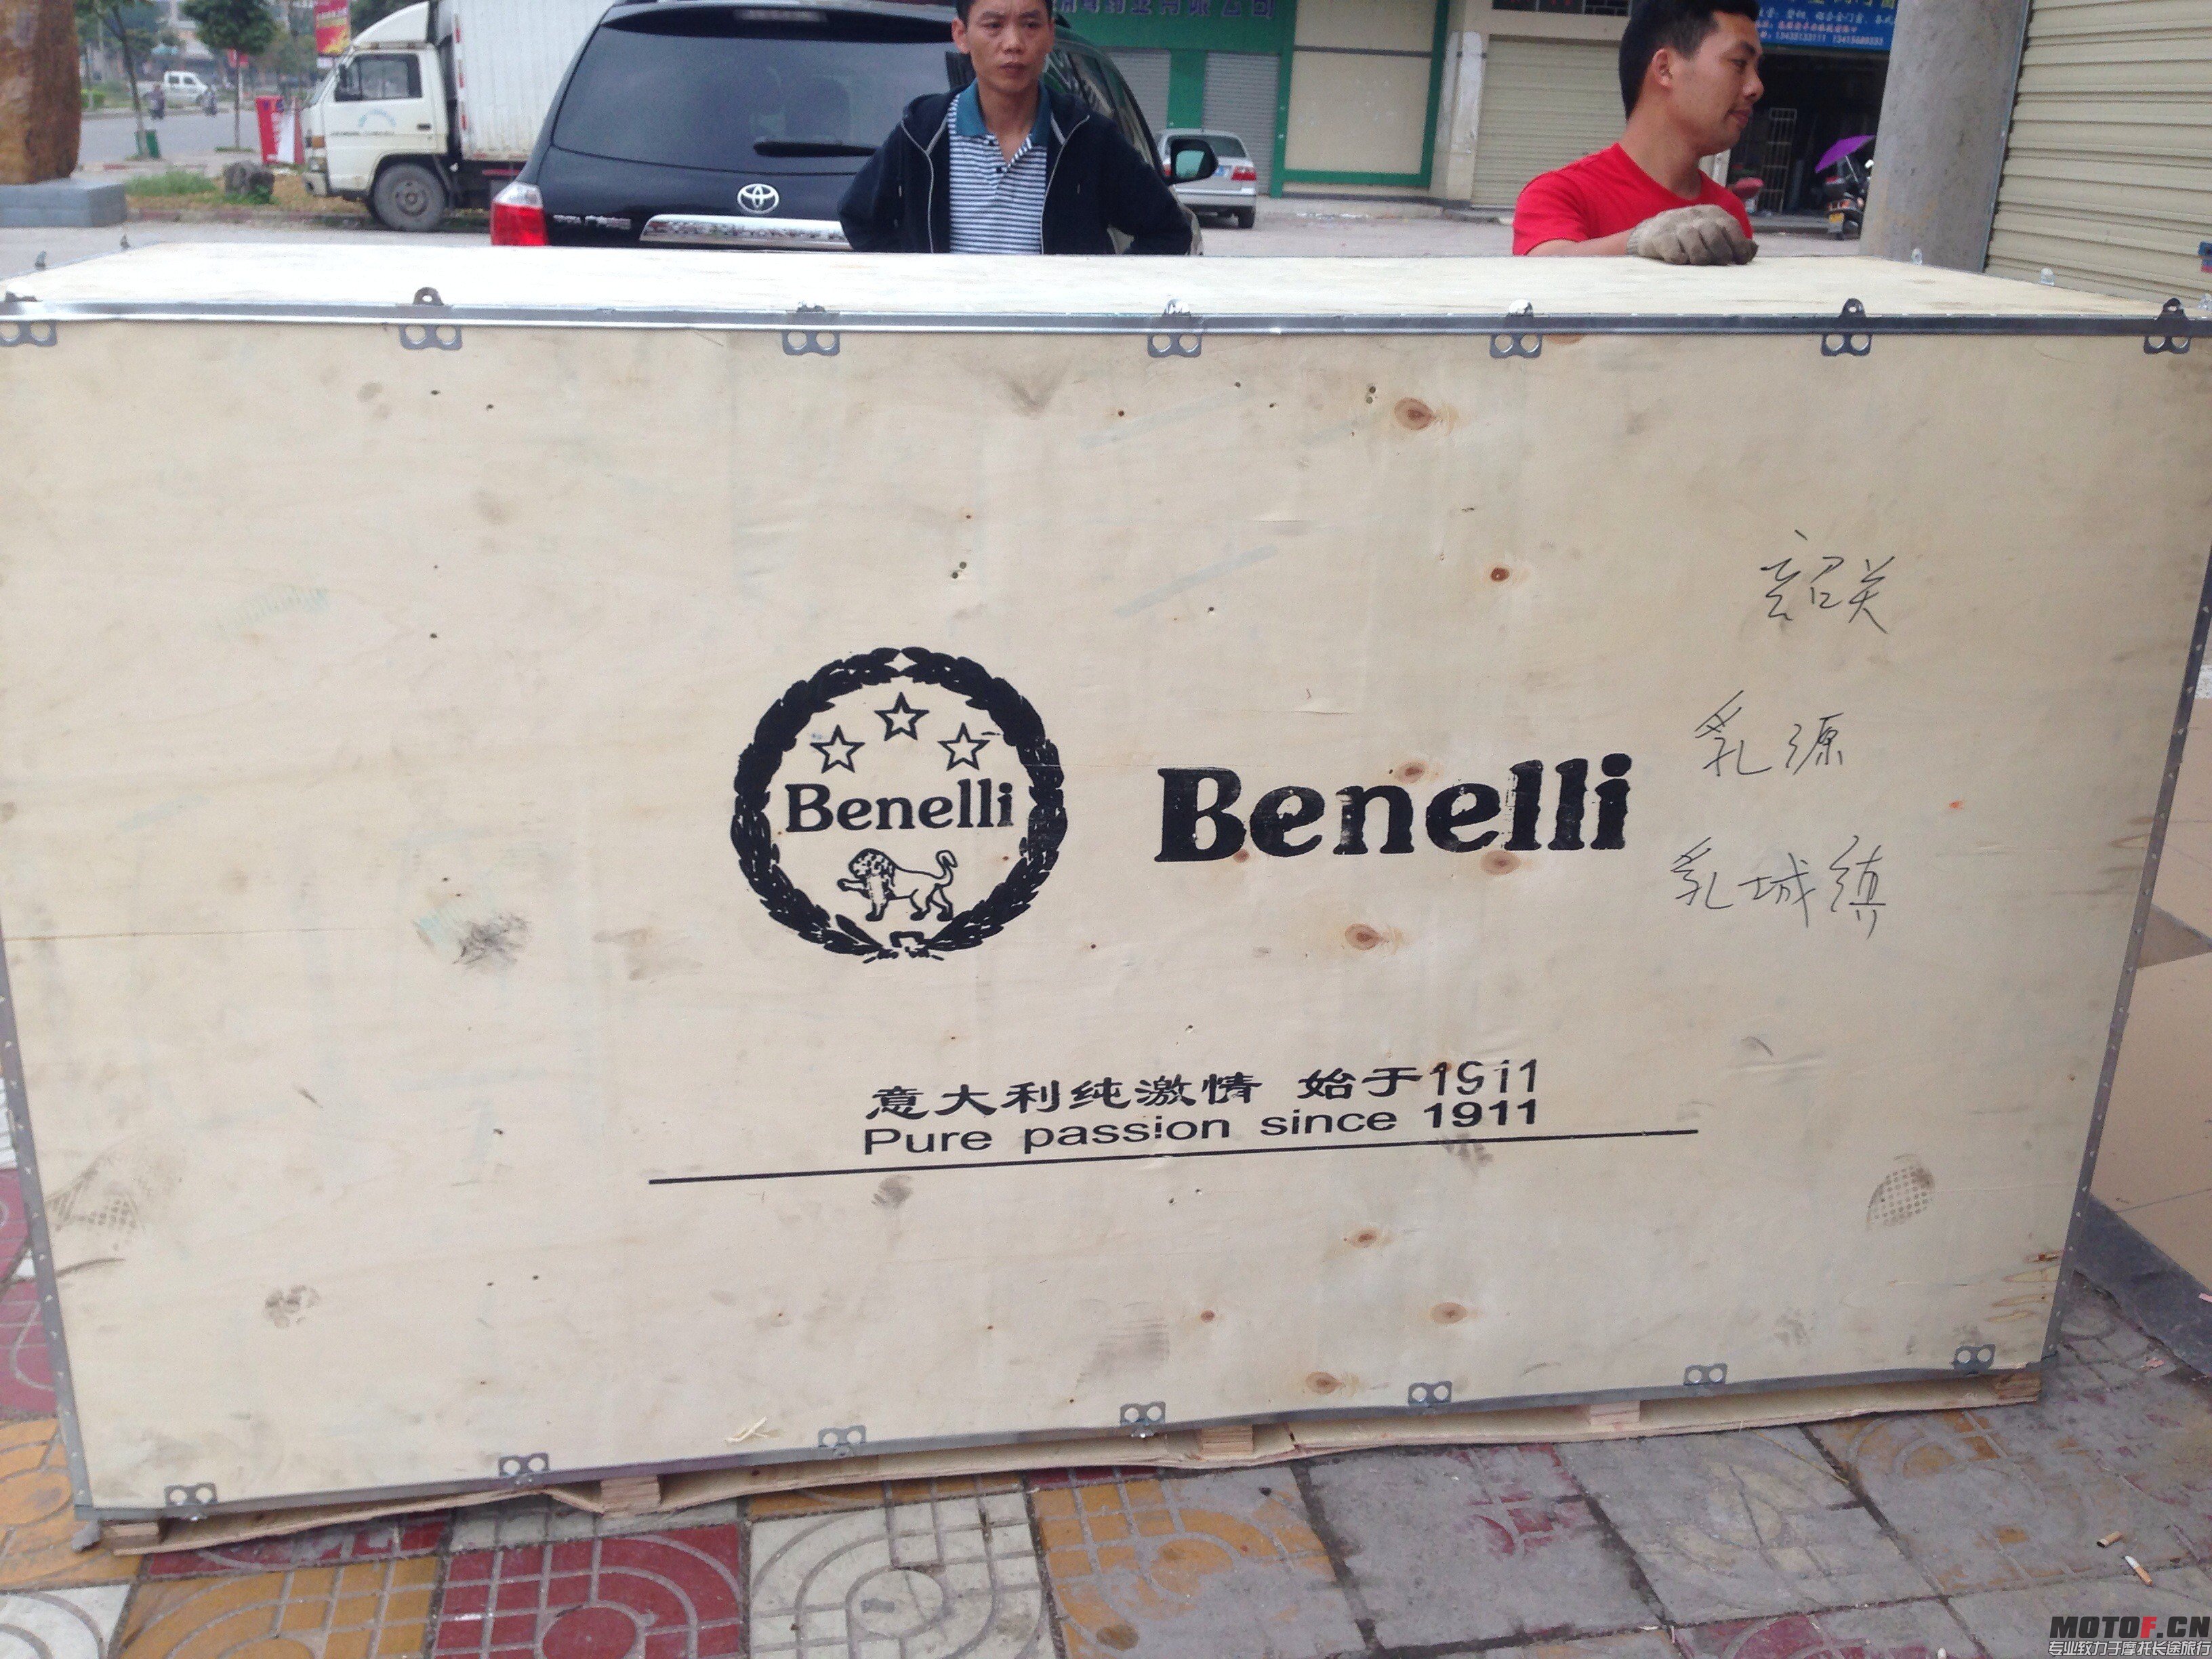 Benelli
Benelli
韶关
乳源
乳城镇
意大利纯激情 始于1911
Pure passion since 1911
MOTOF.CN
专业致力于摩托长途旅行